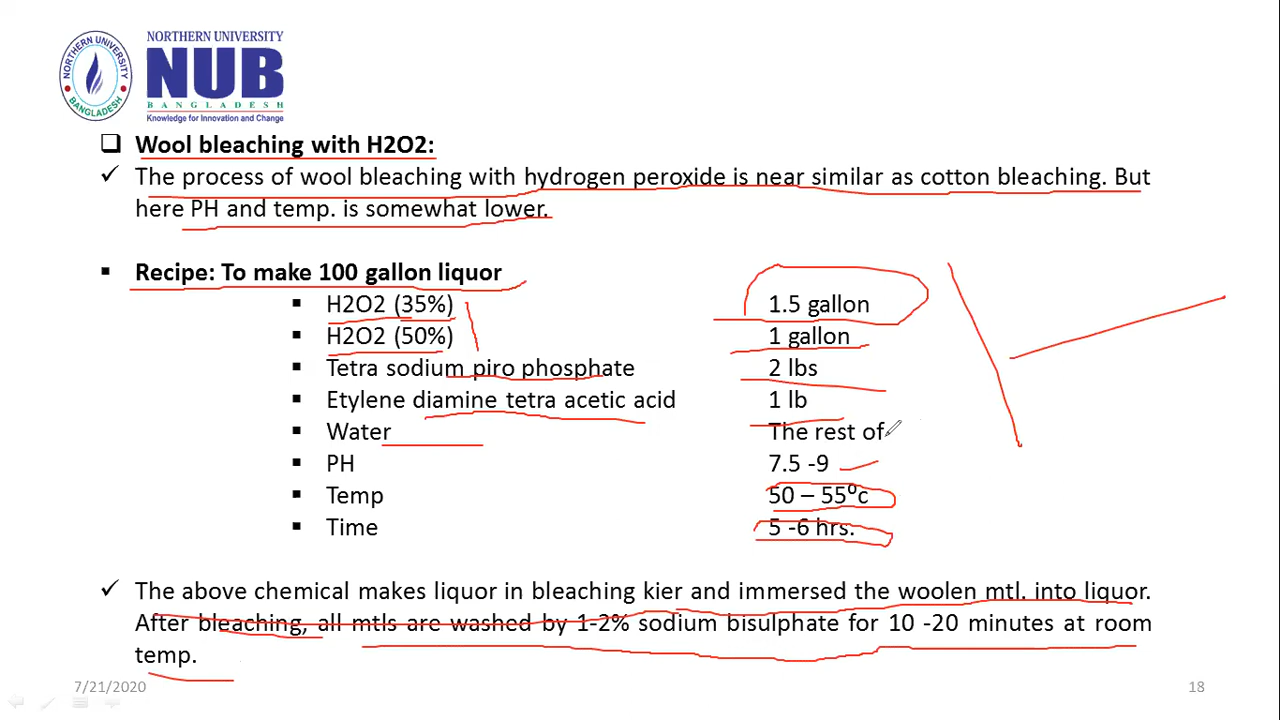 NORTHERN UNIVERSITY
NUB
BANGLADESH
Knowledge for Innovation and Change
NORTHERN UNIVERSITY
BANGLADESH
Wool bleaching with H2O2:
The process of wool bleaching with hydrogen peroxide is near similar as cotton bleaching. But
here PH and temp. is somewhat lower.
Recipe: To make 100 gallon liquor
H2O2 (35%) 1.5 gallon
H2O2 (50%) 1 gallon
Tetra sodium piro phosphate 2 lbs
Etylene diamine tetra acetic acid 1 lb
Water The rest of
PH 7.5 -9
Temp 50 – 55⁰c
Time 5 -6 hrs.
The above chemical makes liquor in bleaching kier and immersed the woolen mtl. into liquor.
After bleaching, all mtls are washed by 1-2% sodium bisulphate for 10 -20 minutes at room
temp.
7/21/2020 18